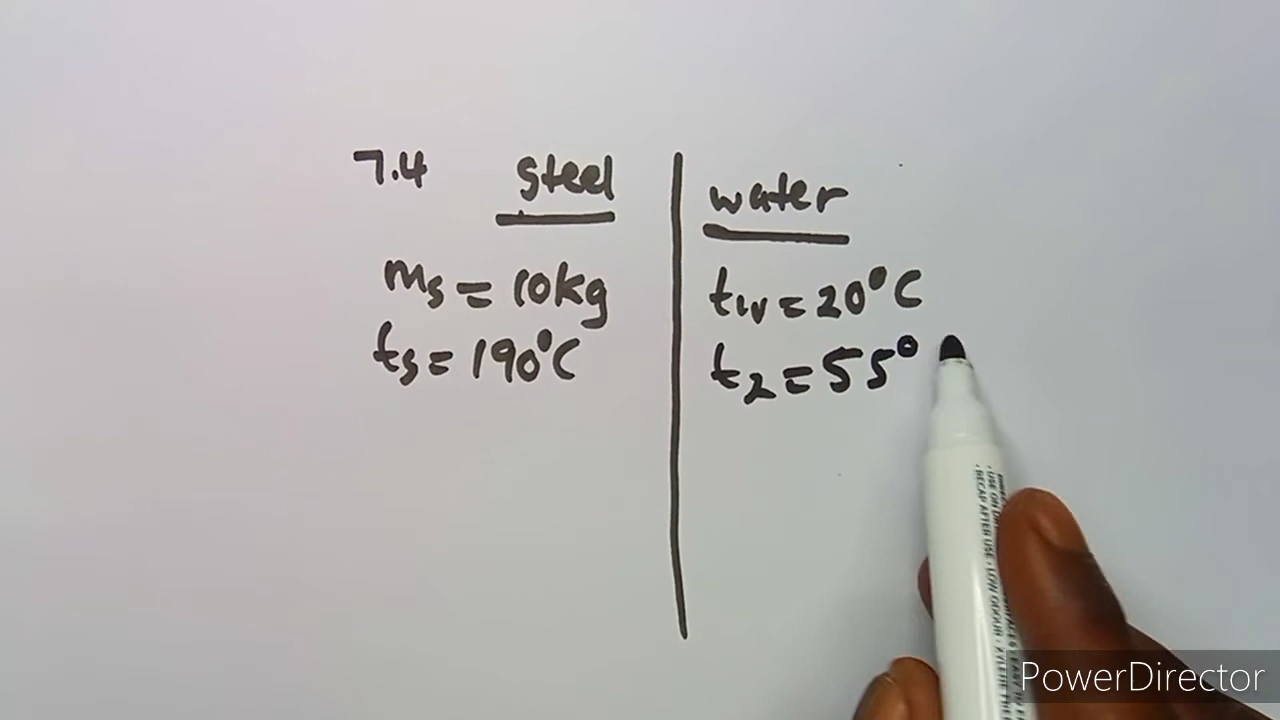 7.4 steel
ms = 10kg
ts = 190°C
water
tw = 20°C
t2 = 55°
PowerDirector